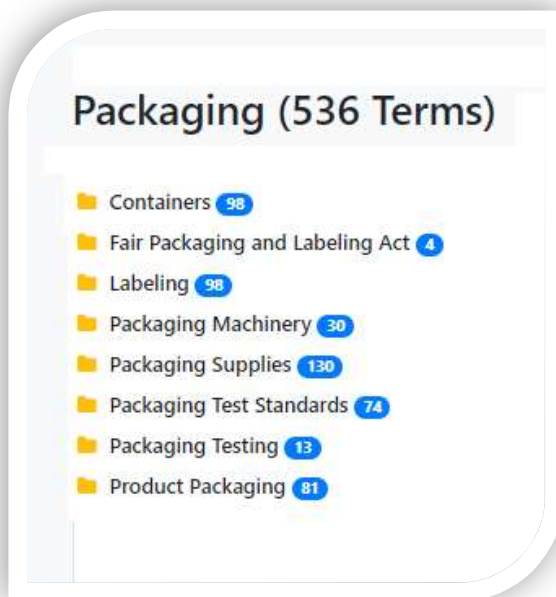 Packaging (536 Terms)
Containers 98
Fair Packaging and Labeling Act 4
Labeling 98
Packaging Machinery 30
Packaging Supplies 130
Packaging Test Standards 74
Packaging Testing 13
Product Packaging 81